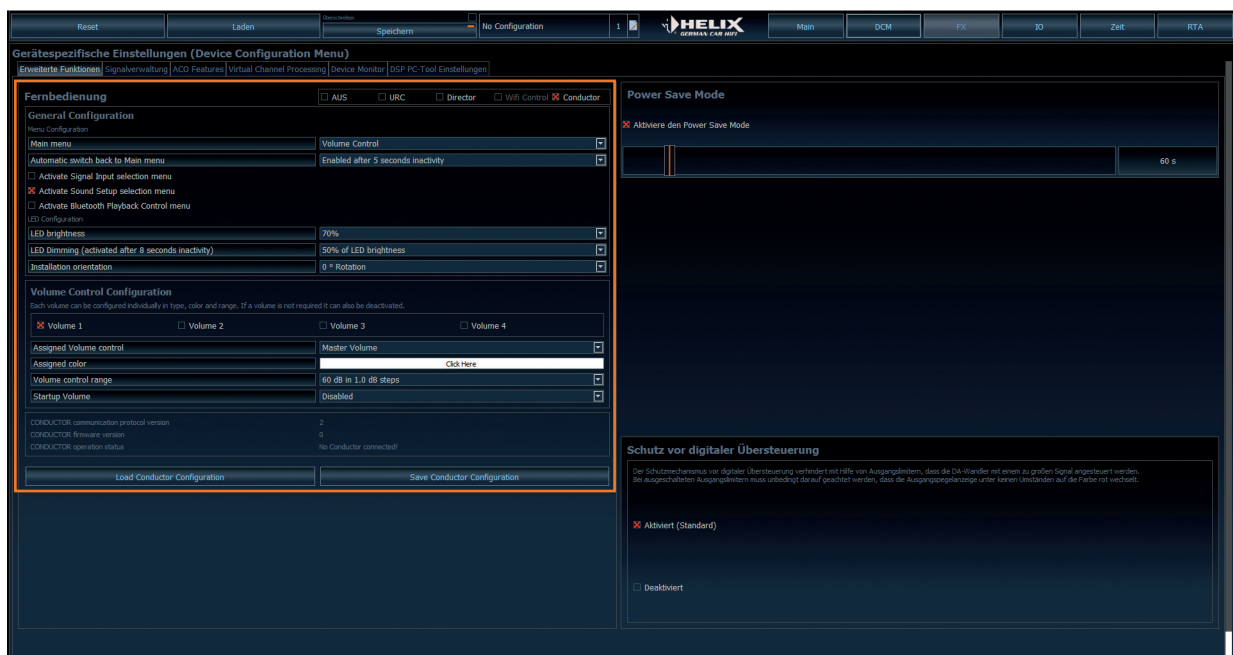 Reset
Laden
Überschreiben
Speichern
No Configuration
1
HELIX
GERMAN CAR HIFI
Main
DCM
FX
IO
Zeit
RTA
Gerätespezifische Einstellungen (Device Configuration Menu)
Erweiterte Funktionen
Signalverwaltung
ACO Features
Virtual Channel Processing
Device Monitor
DSP PC-Tool Einstellungen
Fernbedienung
AUS
URC
Director
Wifi Control
Conductor
General Configuration
Menu Configuration
Main menu
Volume Control
Automatic switch back to Main menu
Enabled after 5 seconds inactivity
Activate Signal Input selection menu
Activate Sound Setup selection menu
Activate Bluetooth Playback Control menu
LED Configuration
LED brightness
70%
LED Dimming (activated after 8 seconds inactivity)
50% of LED brightness
Installation orientation
0 ° Rotation
Volume Control Configuration
Each volume can be configured individually in type, color and range. If a volume is not required it can also be deactivated.
Volume 1
Volume 2
Volume 3
Volume 4
Assigned Volume control
Master Volume
Assigned color
Click Here
Volume control range
60 dB in 1.0 dB steps
Startup Volume
Disabled
CONDUCTOR communication protocol version
2
CONDUCTOR firmware version
0
CONDUCTOR operation status
No Conductor connected!
Load Conductor Configuration
Save Conductor Configuration
Power Save Mode
Aktiviere den Power Save Mode
60 s
Schutz vor digitaler Übersteuerung
Der Schutzmechanismus vor digitaler Übersteuerung verhindert mit Hilfe von Ausgangslimitern, dass die DA-Wandler mit einem zu großen Signal angesteuert werden.
Bei ausgeschalteten Ausgangslimitern muss unbedingt darauf geachtet werden, dass die Ausgangspegelanzeige unter keinen Umständen auf die Farbe rot wechselt.
Aktiviert (Standard)
Deaktiviert